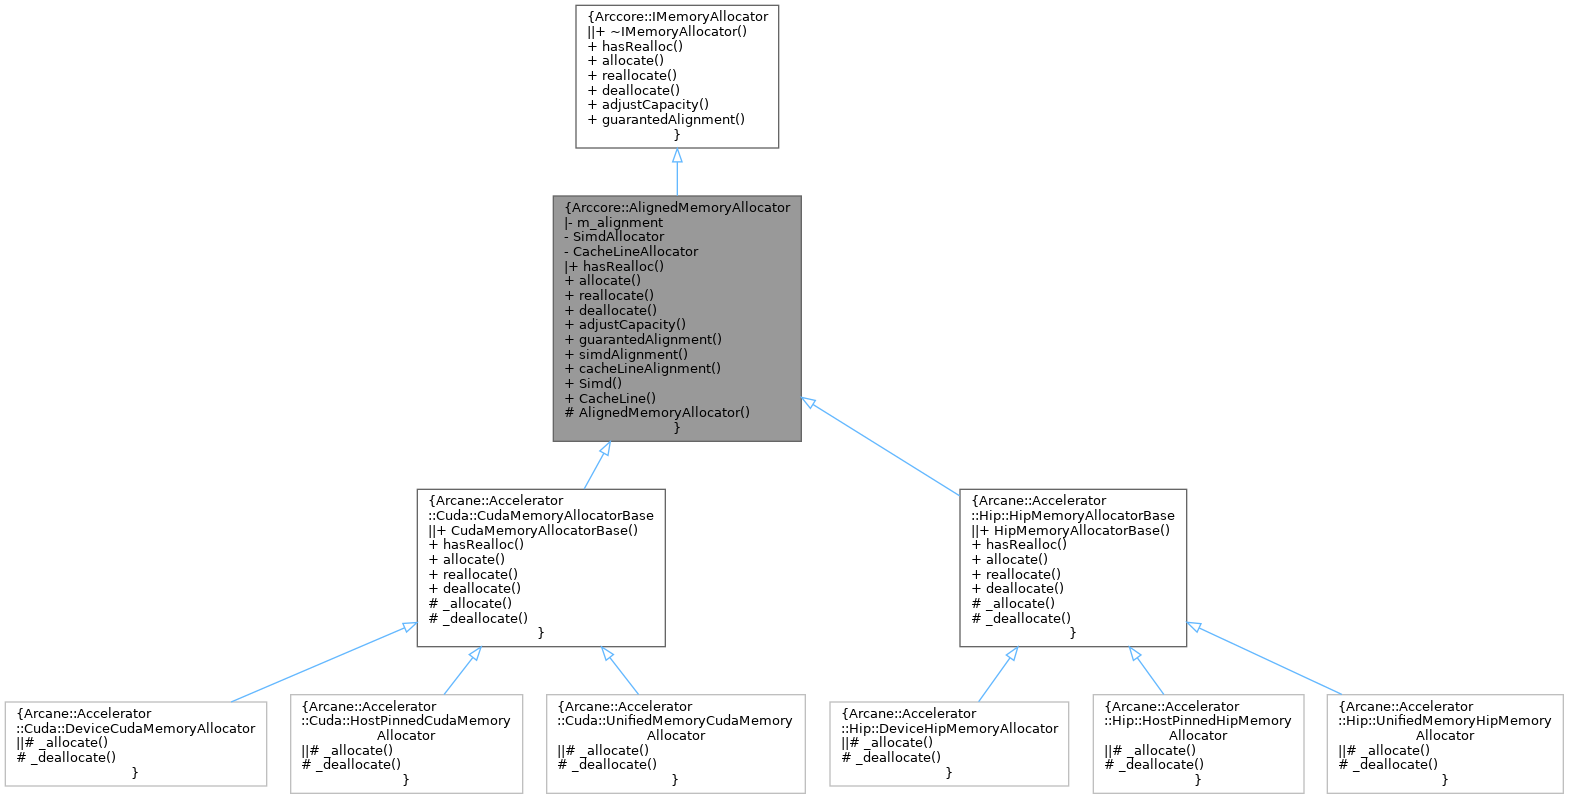 {Arccore::IMemoryAllocator
||+ ~IMemoryAllocator()
+ hasRealloc()
+ allocate()
+ reallocate()
+ deallocate()
+ adjustCapacity()
+ guarantedAlignment()
}
{Arccore::AlignedMemoryAllocator
|- m_alignment
- SimdAllocator
- CacheLineAllocator
|+ hasRealloc()
+ allocate()
+ reallocate()
+ deallocate()
+ adjustCapacity()
+ guarantedAlignment()
+ simdAlignment()
+ cacheLineAlignment()
+ Simd()
+ CacheLine()
# AlignedMemoryAllocator()
}
{Arcane::Accelerator
::Cuda::CudaMemoryAllocatorBase
||+ CudaMemoryAllocatorBase()
+ hasRealloc()
+ allocate()
+ reallocate()
+ deallocate()
# _allocate()
# _deallocate()
}
{Arcane::Accelerator
::Hip::HipMemoryAllocatorBase
||+ HipMemoryAllocatorBase()
+ hasRealloc()
+ allocate()
+ reallocate()
+ deallocate()
# _allocate()
# _deallocate()
}
{Arcane::Accelerator
::Cuda::DeviceCudaMemoryAllocator
||# _allocate()
# _deallocate()
}
{Arcane::Accelerator
::Cuda::HostPinnedCudaMemory
Allocator
||# _allocate()
# _deallocate()
}
{Arcane::Accelerator
::Cuda::UnifiedMemoryCudaMemory
Allocator
||# _allocate()
# _deallocate()
}
{Arcane::Accelerator
::Hip::DeviceHipMemoryAllocator
||# _allocate()
# _deallocate()
}
{Arcane::Accelerator
::Hip::HostPinnedHipMemory
Allocator
||# _allocate()
# _deallocate()
}
{Arcane::Accelerator
::Hip::UnifiedMemoryHipMemory
Allocator
||# _allocate()
# _deallocate()
}